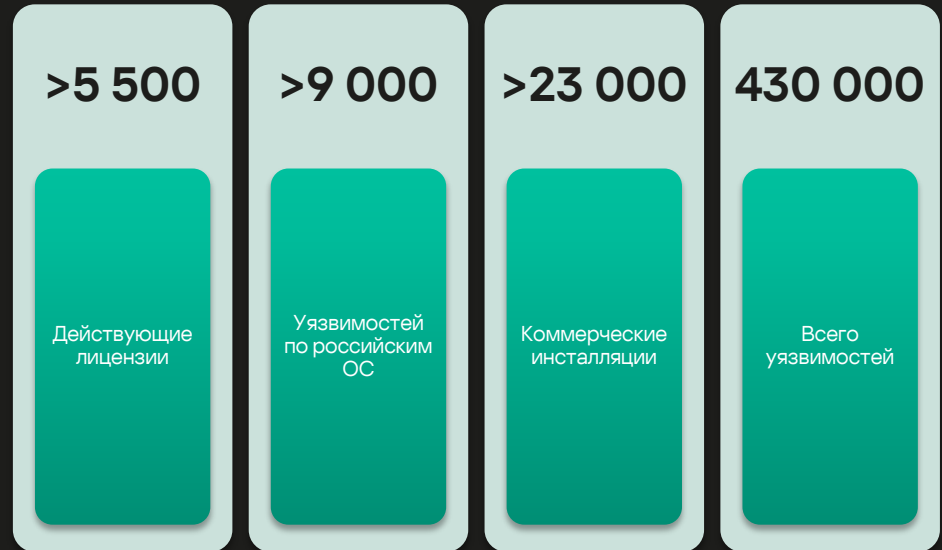 >5 500
Действующие
лицензии
>9 000
Уязвимостей
по российским
ОС
>23 000
Коммерческие
инсталляции
430 000
Всего
уязвимостей